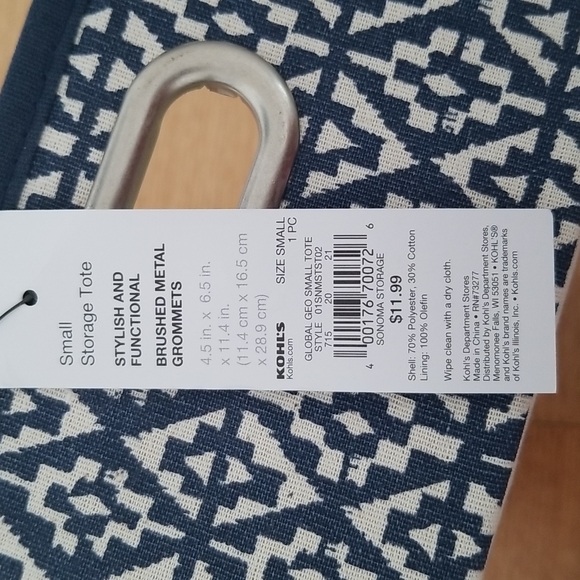 Small
Storage Tote
STYLISH AND
FUNCTIONAL
BRUSHED METAL
GROMMETS
4.5 in. x 6.5 in.
x 11.4 in.
(11.4 cm x 16.5 cm
x 28.9 cm)
KOHL'S
Kohls.com
SIZE SMALL
1 PC
GLOBAL GEO SMALL TOTE
STYLE 01SNMSTST02
715 20 21
4 00176 70072 6
SONOMA STORAGE
$11.99
Shell: 70% Polyester, 30% Cotton
Lining: 100% Olefin
Wipe clean with a dry cloth.
Kohl's Department Stores
Made in China • RN#73277
Distributed by Kohl's Department Stores,
Menomonee Falls, WI 53051 • KOHL'S®
and Kohl's brand names are trademarks
of Kohl's Illinois, Inc. • Kohls.com